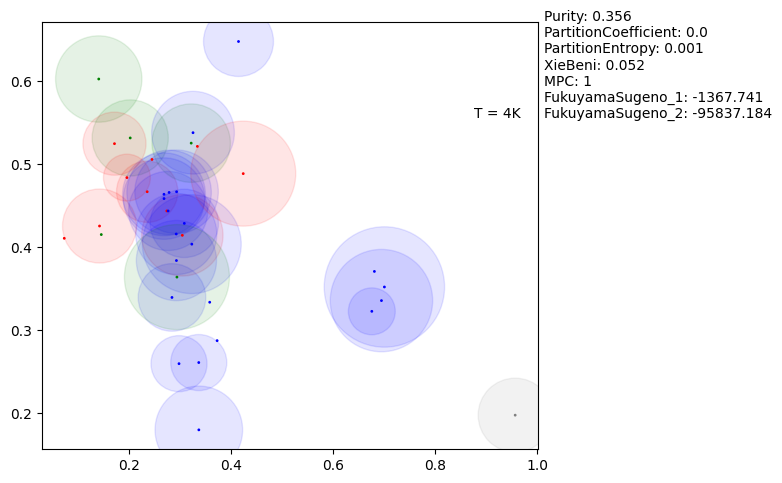 Purity: 0.356
PartitionCoefficient: 0.0
PartitionEntropy: 0.001
XieBeni: 0.052
MPC: 1
FukuyamaSugeno_1: -1367.741
FukuyamaSugeno_2: -95837.184
T = 4K
0.6
0.5
0.4
0.3
0.2
0.2 0.4 0.6 0.8 1.0